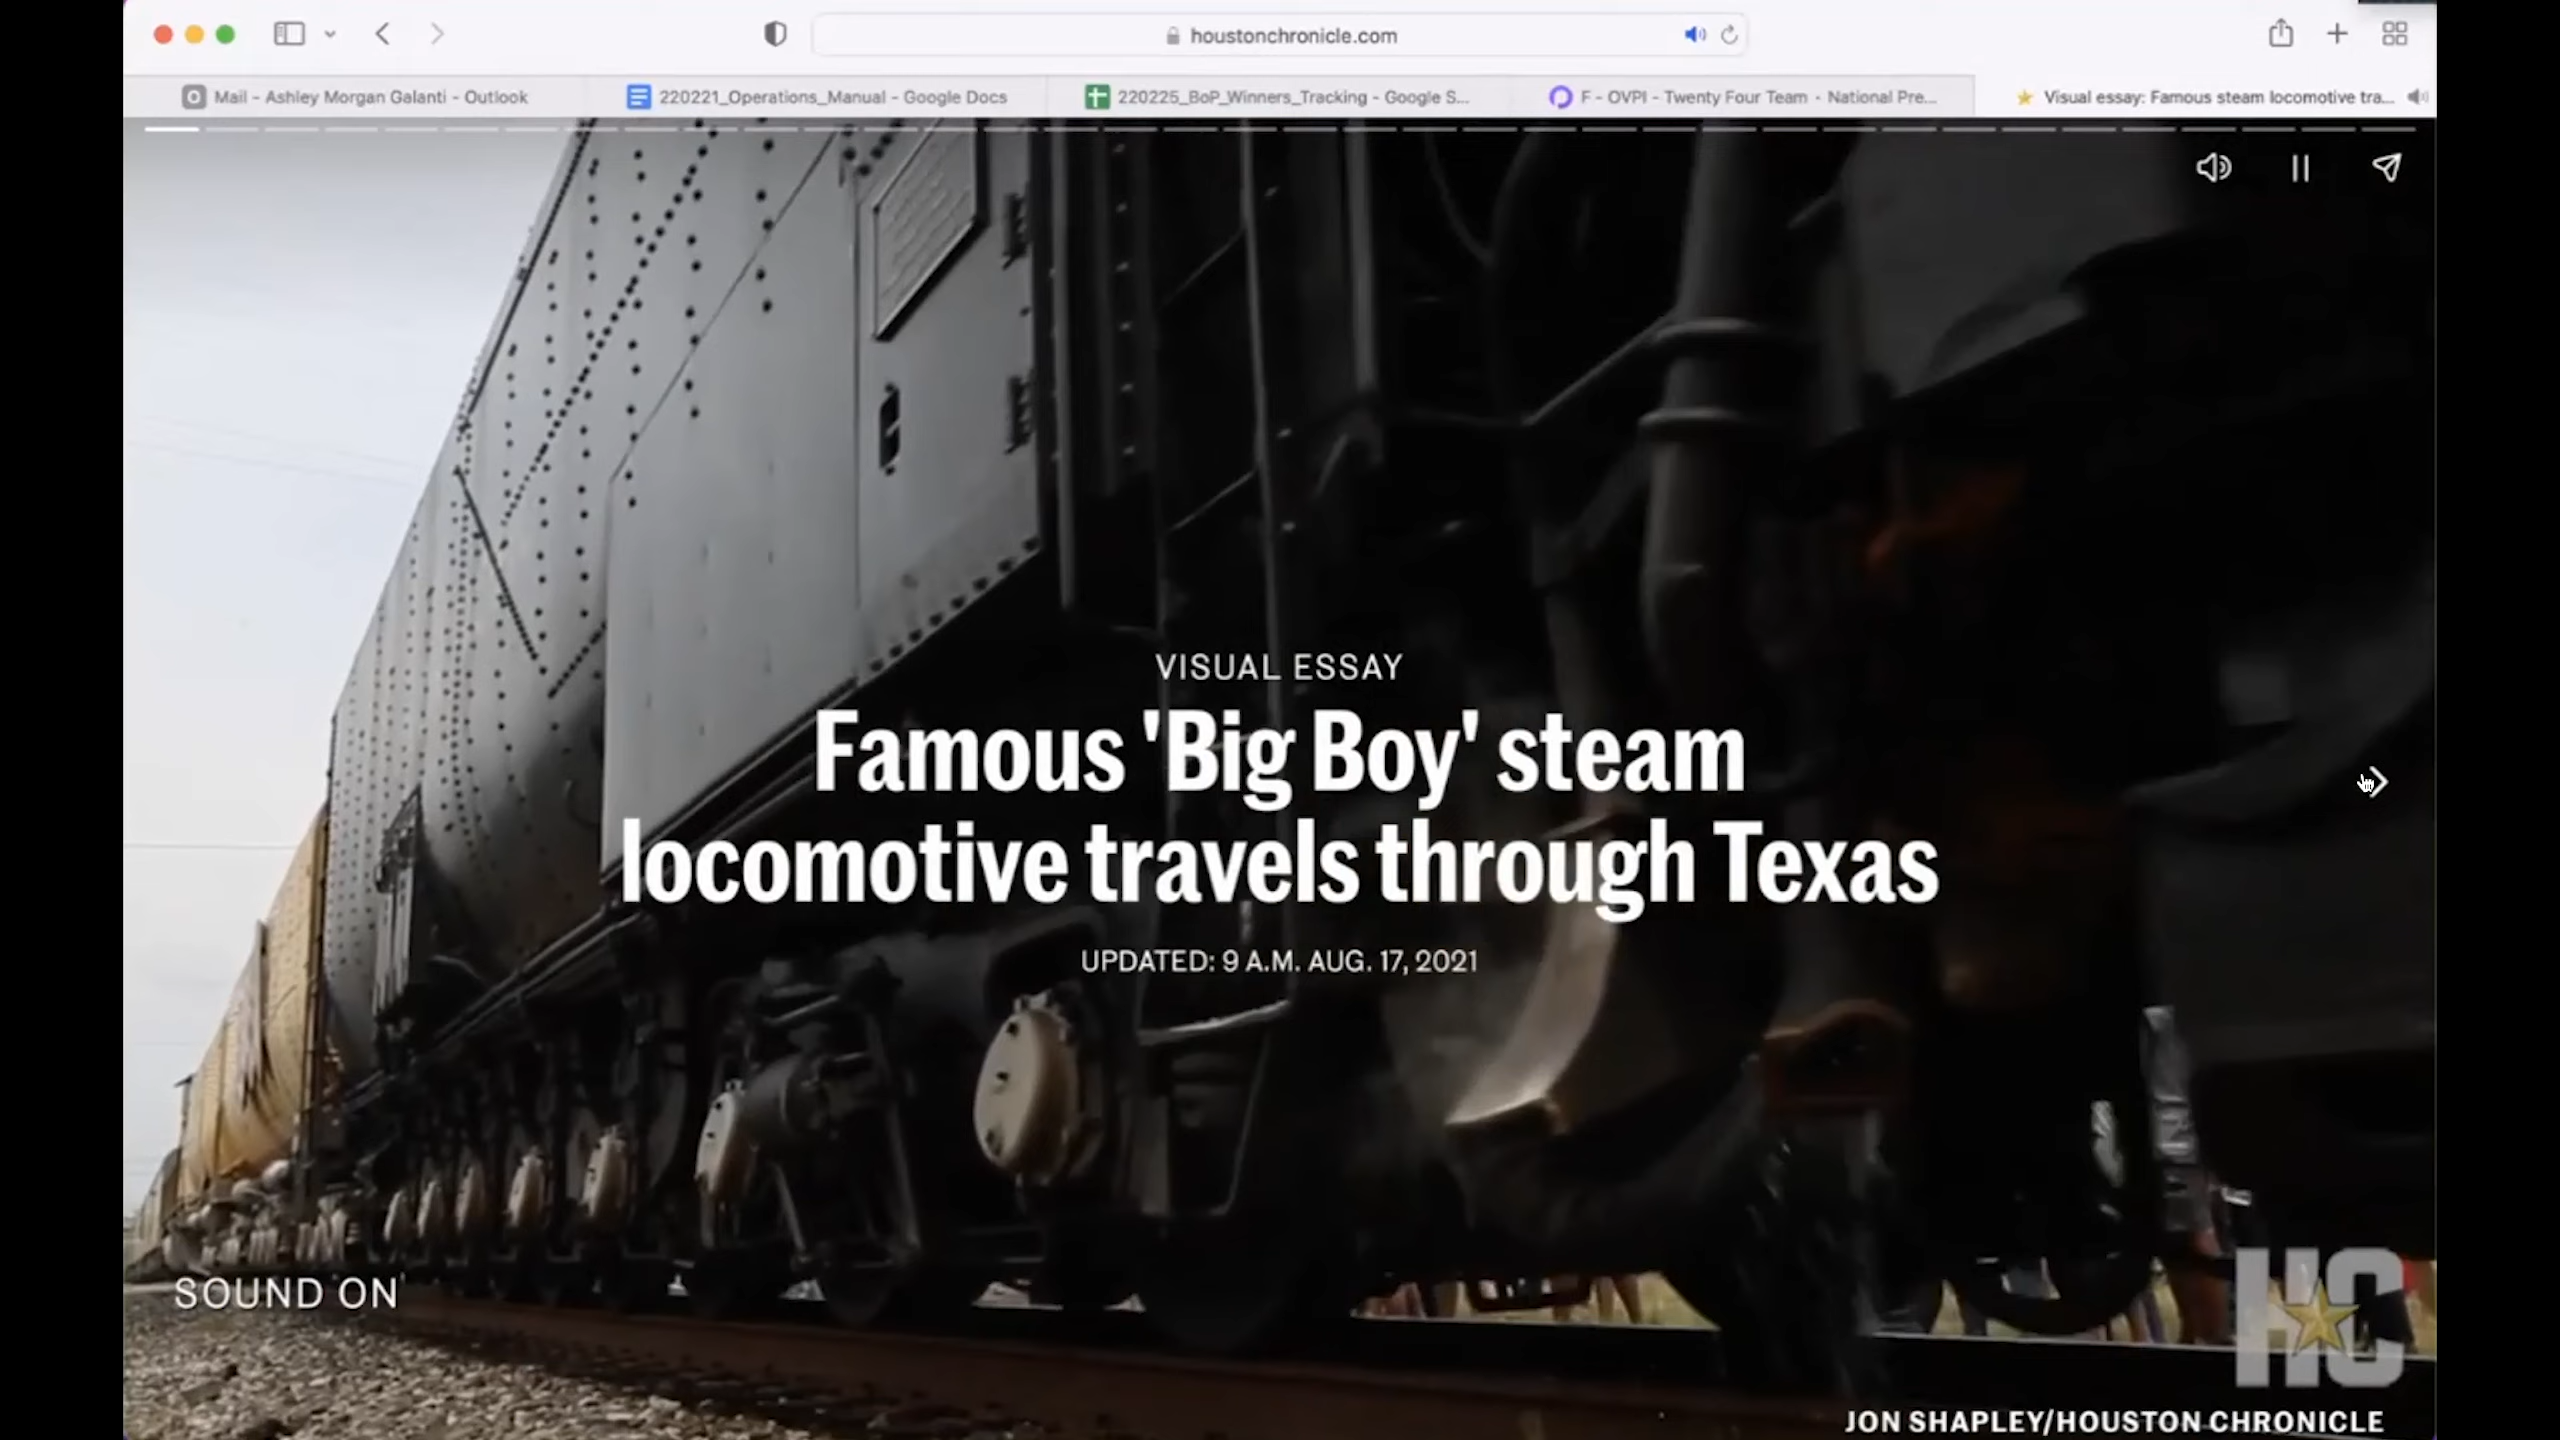 houstonchronicle.com
Mail - Ashley Morgan Galanti - Outlook
220221_Operations_Manual - Google Docs
220225_BoP_Winners_Tracking - Google S...
F - OVPI - Twenty Four Team - National Pre...
Visual essay: Famous steam locomotive tra...
VISUAL ESSAY
Famous 'Big Boy' steam
locomotive travels through Texas
UPDATED: 9 A.M. AUG. 17, 2021
SOUND ON
HC
JON SHAPLEY/HOUSTON CHRONICLE